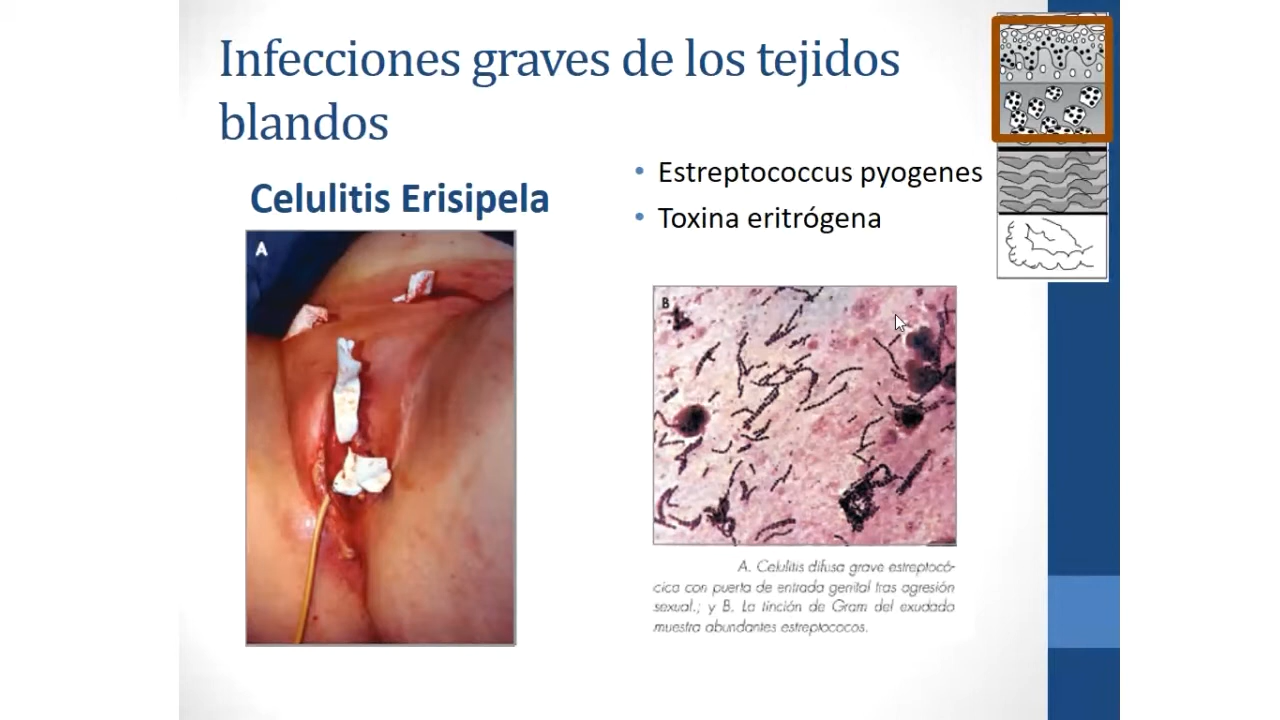 Infecciones graves de los tejidos
blandos
Celulitis Erisipela
• Estreptococcus pyogenes
• Toxina eritrógena
A
B
A. Celulitis difusa grave estreptocó-
cica con puerta de entrada genital tras agresión
sexual.; y B. La tinción de Gram del exudado
muestra abundantes estreptococos.